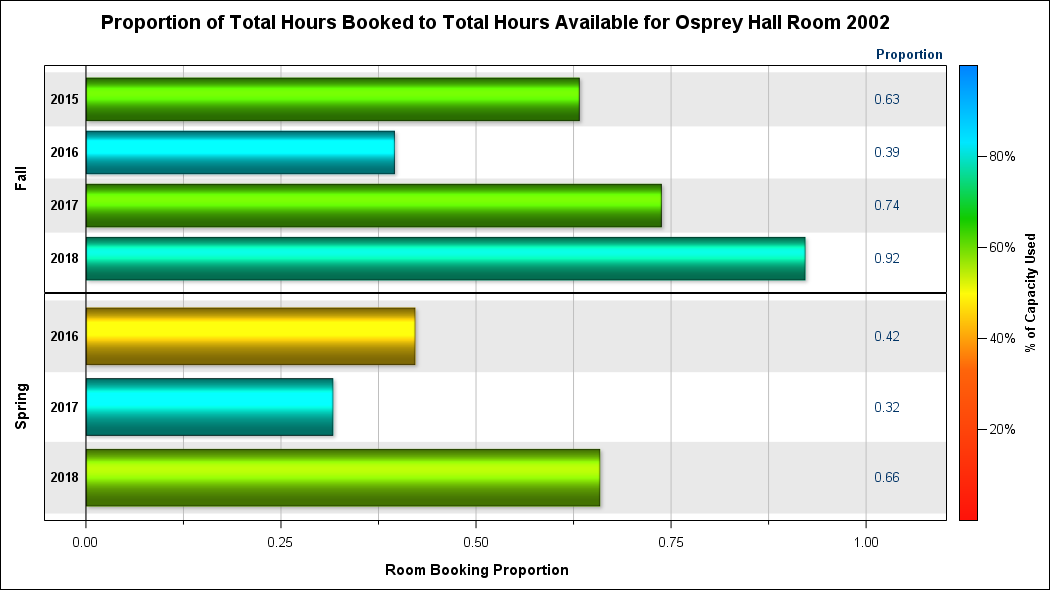 Proportion of Total Hours Booked to Total Hours Available for Osprey Hall Room 2002
Proportion
Fall
2015 0.63
2016 0.39
2017 0.74
2018 0.92
Spring
2016 0.42
2017 0.32
2018 0.66
0.00 0.25 0.50 0.75 1.00
Room Booking Proportion
80%
60%
40%
20%
% of Capacity Used